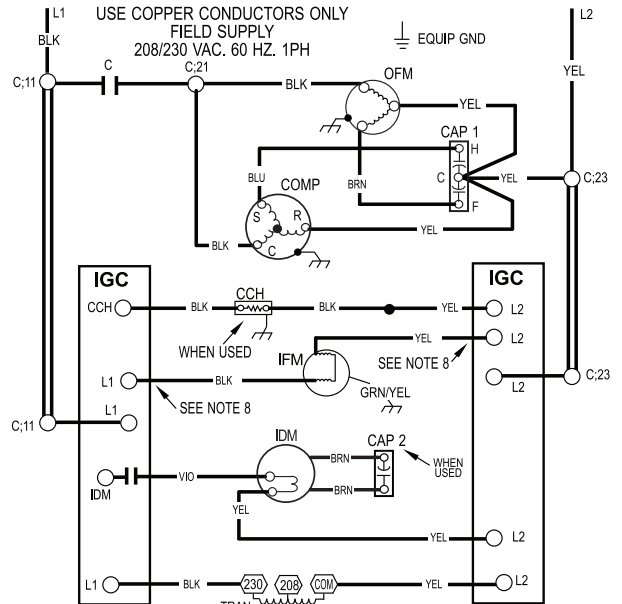 L1
USE COPPER CONDUCTORS ONLY
FIELD SUPPLY
208/230 VAC. 60 HZ. 1PH
L2
BLK
EQUIP GND
YEL
C;11
C
C;21
BLK
OFM
YEL
CAP 1
H
BLU
BRN
C
YEL
C;23
COMP
S
R
F
BLK
C
YEL
IGC
IGC
CCH
BLK
CCH
BLK
YEL
L2
WHEN USED
YEL
L2
IFM
SEE NOTE 8
L1
BLK
L2
C;23
SEE NOTE 8
GRN/YEL
C;11
L1
IDM
CAP 2
BRN
WHEN
USED
VIO
IDM
BRN
YEL
YEL
L2
L1
BLK
230
208
COM
YEL
L2
TRAN